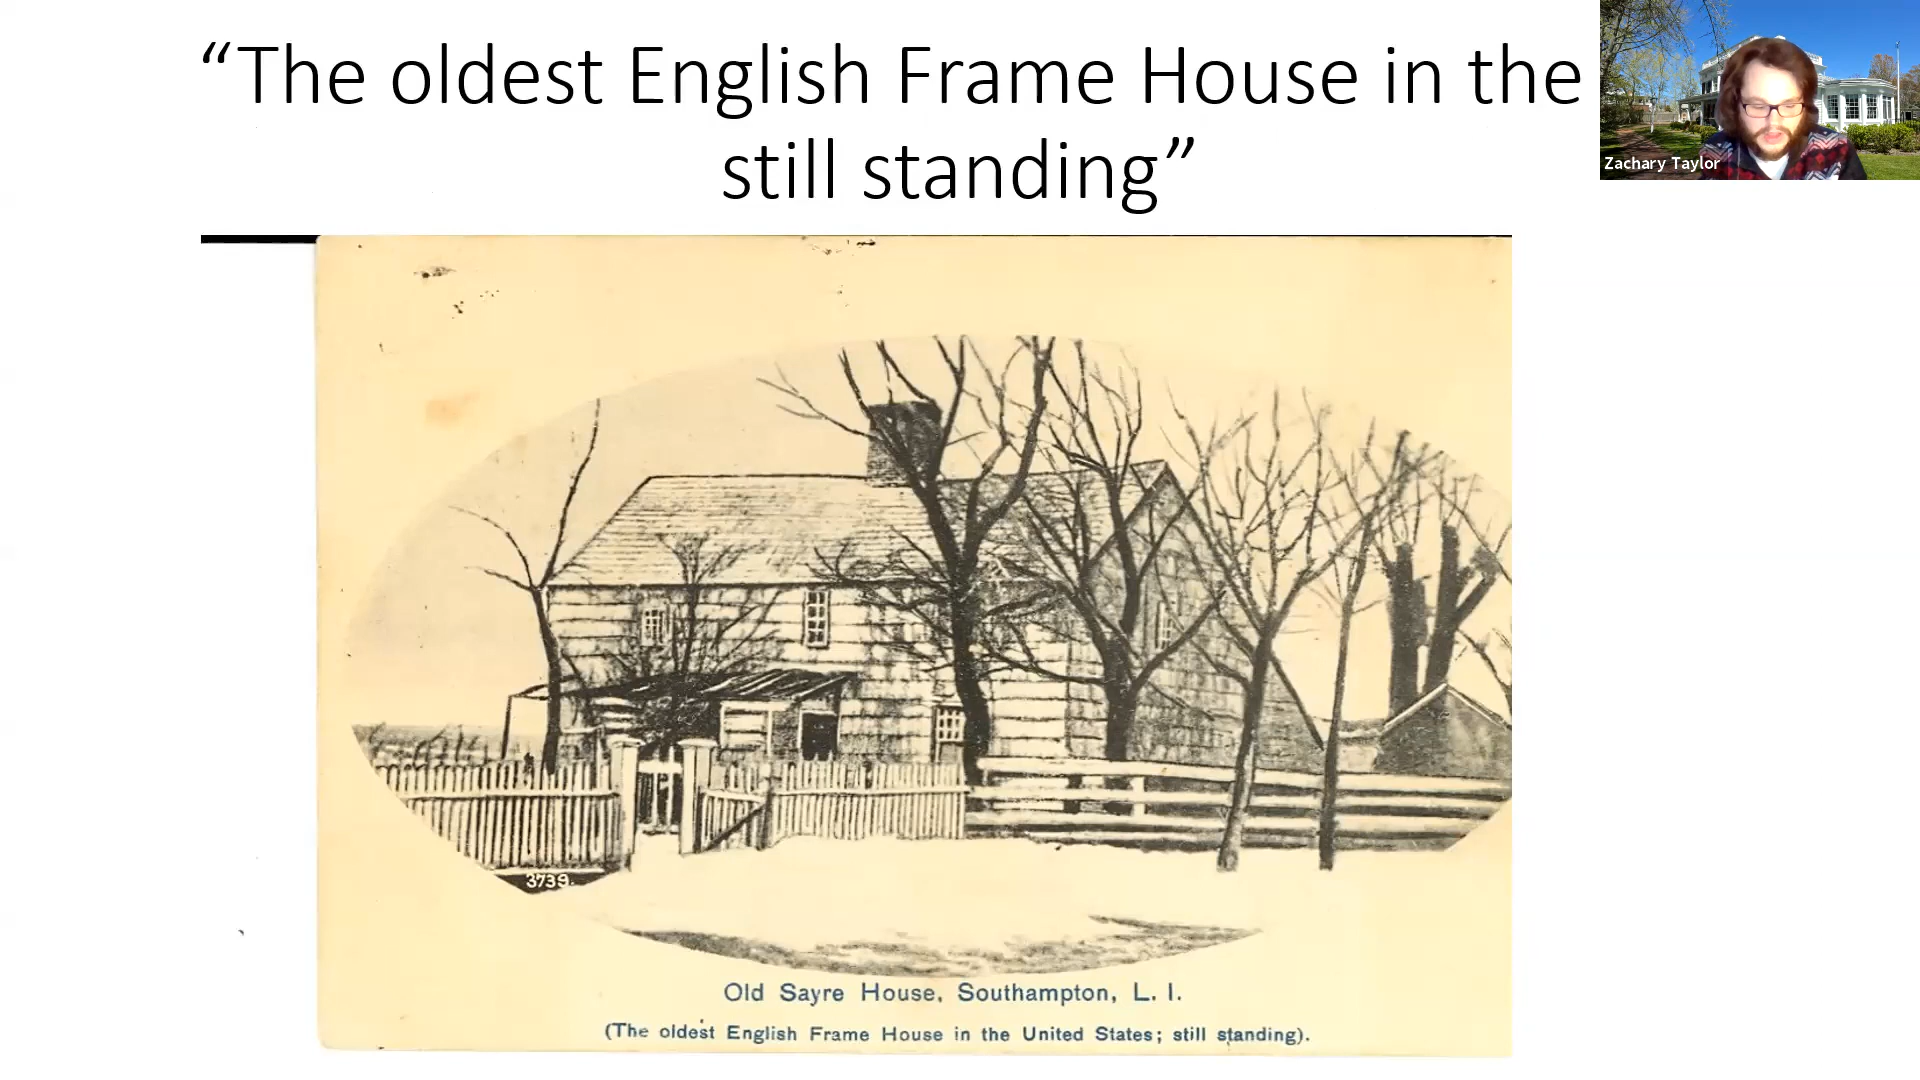 “The oldest English Frame House in the
still standing”
Zachary Taylor
3739.
Old Sayre House, Southampton, L. I.
(The oldest English Frame House in the United States; still standing).